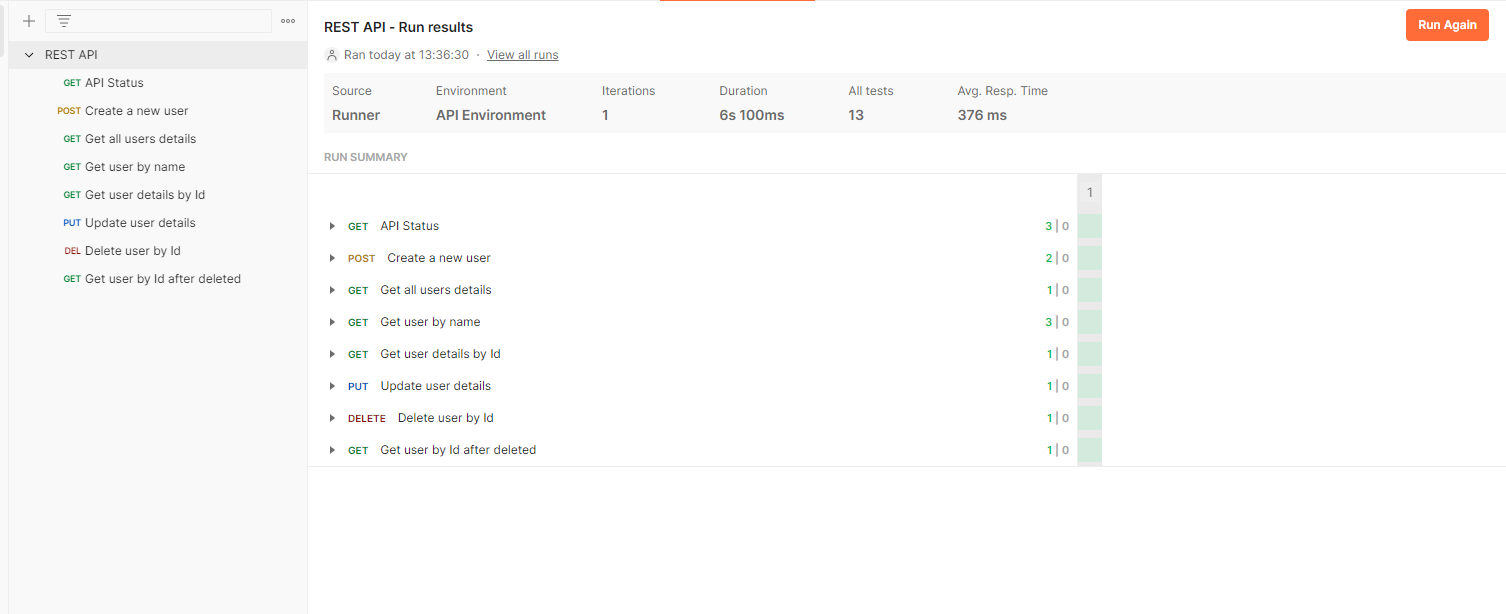 REST API
GET API Status
POST Create a new user
GET Get all users details
GET Get user by name
GET Get user details by Id
PUT Update user details
DEL Delete user by Id
GET Get user by Id after deleted
REST API - Run results
Run Again
Ran today at 13:36:30 · View all runs
Source Environment Iterations Duration All tests Avg. Resp. Time
Runner API Environment 1 6s 100ms 13 376 ms
RUN SUMMARY
1
GET API Status 3 | 0
POST Create a new user 2 | 0
GET Get all users details 1 | 0
GET Get user by name 3 | 0
GET Get user details by Id 1 | 0
PUT Update user details 1 | 0
DELETE Delete user by Id 1 | 0
GET Get user by Id after deleted 1 | 0